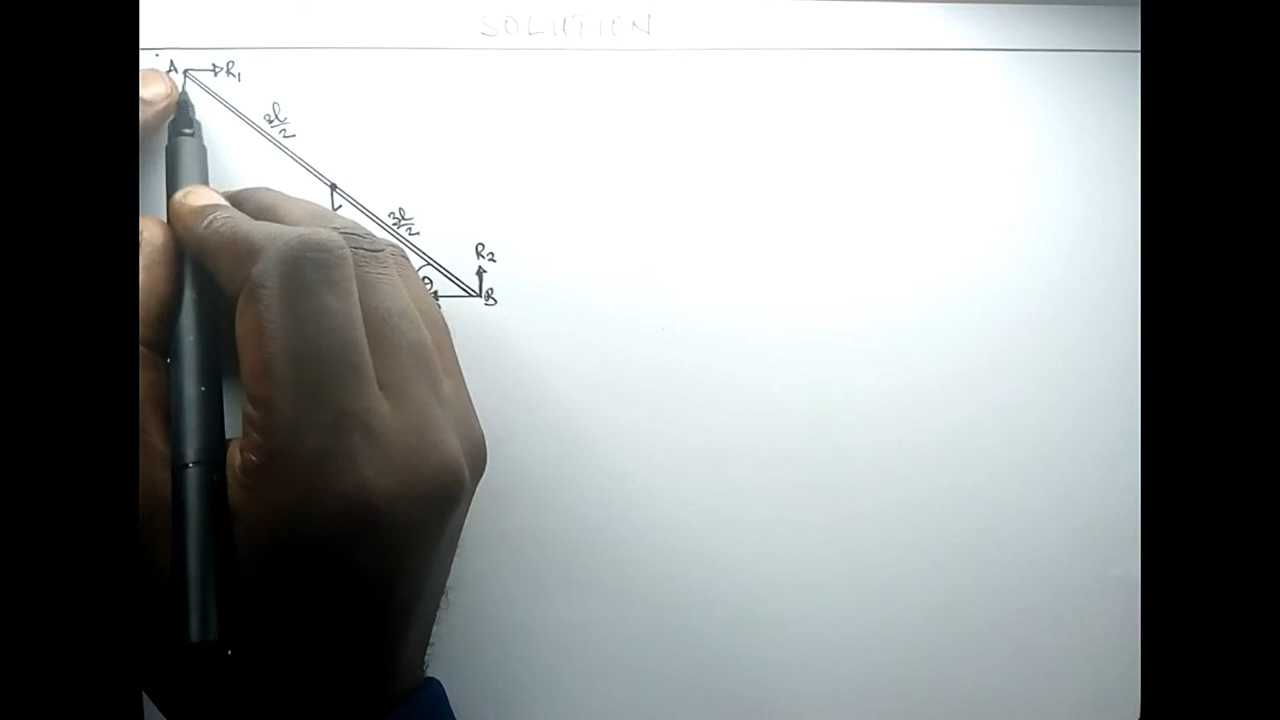 SOLUTION
A R1
3l/2
3l/2
R2
θ
B